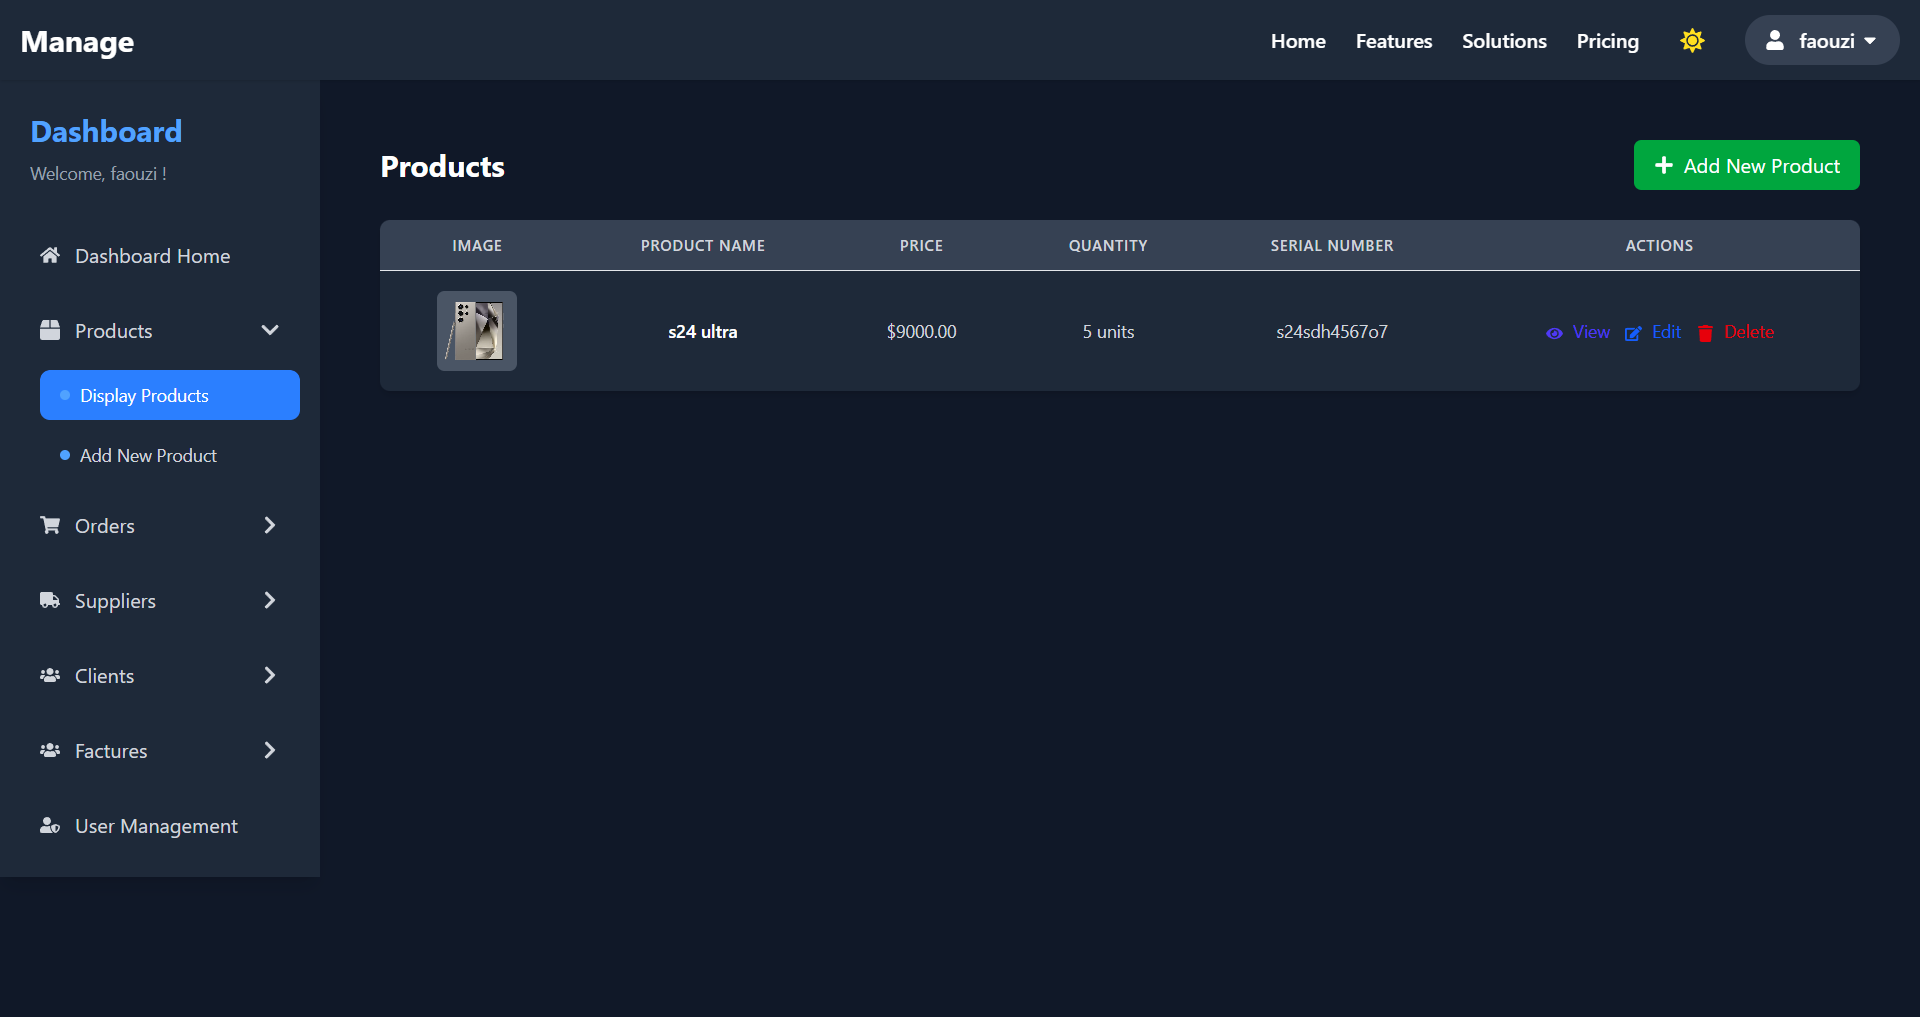 Manage
Home Features Solutions Pricing faouzi
Dashboard
Welcome, faouzi !
Dashboard Home
Products
Display Products
Add New Product
Orders
Suppliers
Clients
Factures
User Management
Products
Add New Product
IMAGE PRODUCT NAME PRICE QUANTITY SERIAL NUMBER ACTIONS
s24 ultra $9000.00 5 units s24sdh4567o7 View Edit Delete